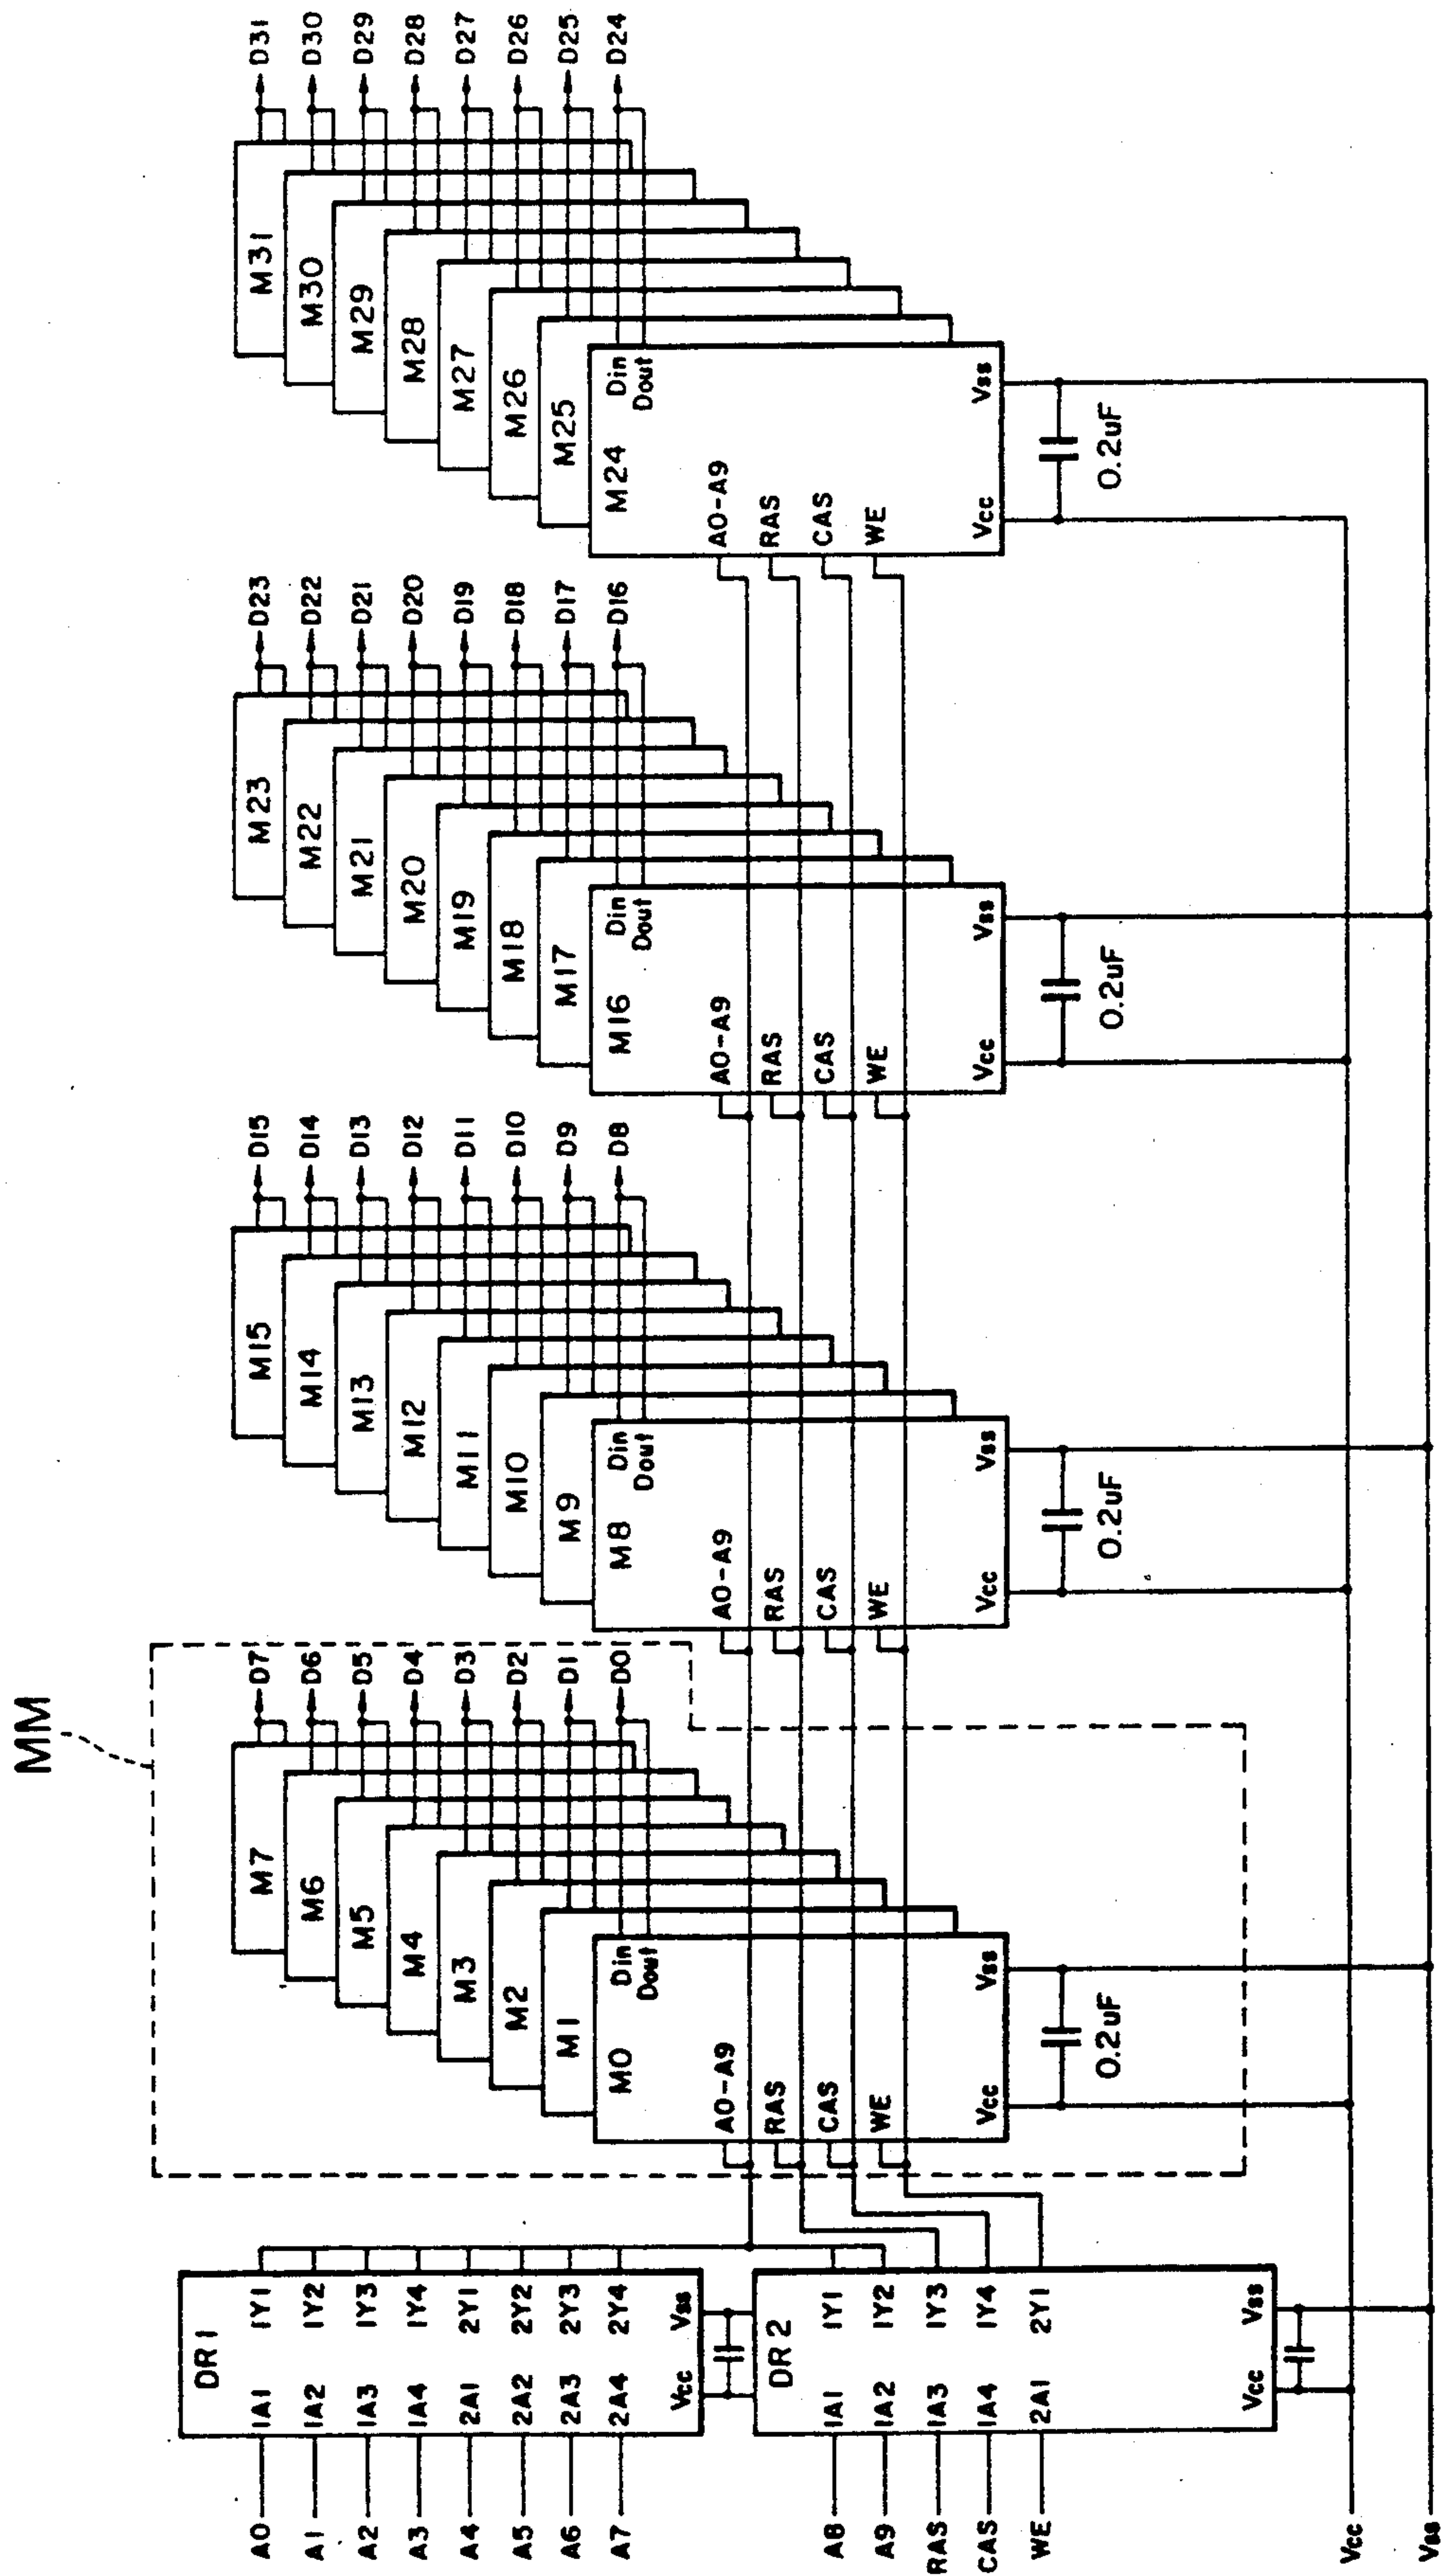 MM
DR1
1A1 1Y1
1A2 1Y2
1A3 1Y3
1A4 1Y4
2A1 2Y1
2A2 2Y2
2A3 2Y3
2A4 2Y4
Vcc Vss
A0
A1
A2
A3
A4
A5
A6
A7
DR2
1A1 1Y1
1A2 1Y2
1A3 1Y3
1A4 1Y4
2A1 2Y1
Vcc Vss
A8
A9
RAS
CAS
WE
Vcc
Vss
M7 D7
M6 D6
M5 D5
M4 D4
M3 D3
M2 D2
M1 D1
M0 Din D0
Dout
A0-A9
RAS
CAS
WE
Vcc Vss
0.2uF
M15 D15
M14 D14
M13 D13
M12 D12
M11 D11
M10 D10
M9 D9
M8 Din D8
Dout
A0-A9
RAS
CAS
WE
Vcc Vss
0.2uF
M23 D23
M22 D22
M21 D21
M20 D20
M19 D19
M18 D18
M17 D17
M16 Din D16
Dout
A0-A9
RAS
CAS
WE
Vcc Vss
0.2uF
M31 D31
M30 D30
M29 D29
M28 D28
M27 D27
M26 D26
M25 D25
M24 Din D24
Dout
A0-A9
RAS
CAS
WE
Vcc Vss
0.2uF